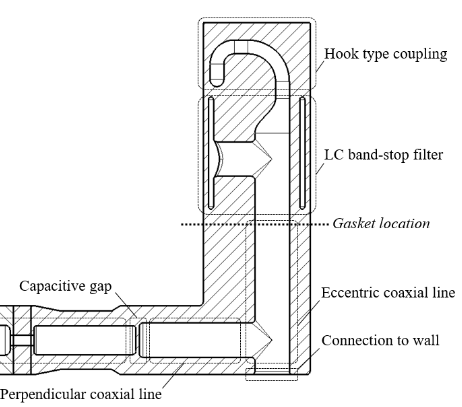 Hook type coupling
LC band-stop filter
Gasket location
Capacitive gap
Eccentric coaxial line
Connection to wall
Perpendicular coaxial line